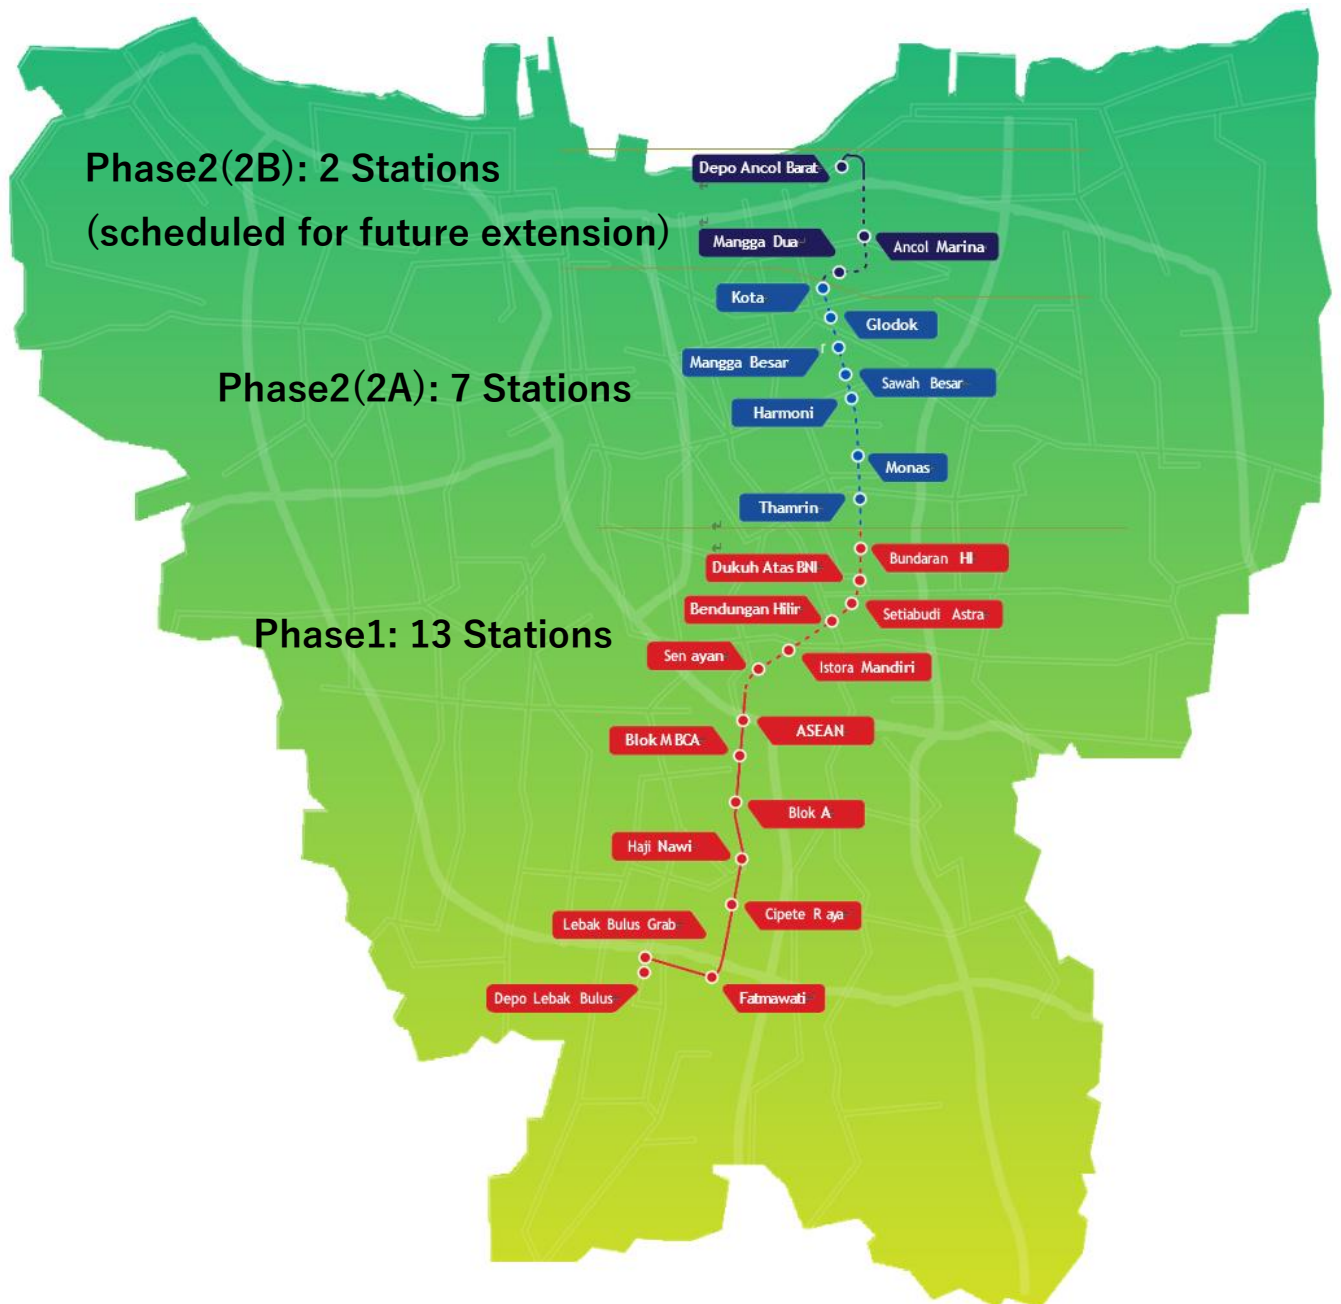 Phase2(2B): 2 Stations
(scheduled for future extension)
Depo Ancol Barat
Mangga Dua
Ancol Marina
Kota
Glodok
Phase2(2A): 7 Stations
Mangga Besar
Sawah Besar
Harmoni
Monas
Thamrin
Bundaran HI
Dukuh Atas BNI
Bendungan Hilir
Setiabudi Astra
Phase1: 13 Stations
Sen ayan
Istora Mandiri
ASEAN
Blok M BCA
Blok A
Haji Nawi
Cipete R aya
Lebak Bulus Grab
Depo Lebak Bulus
Fatmawati